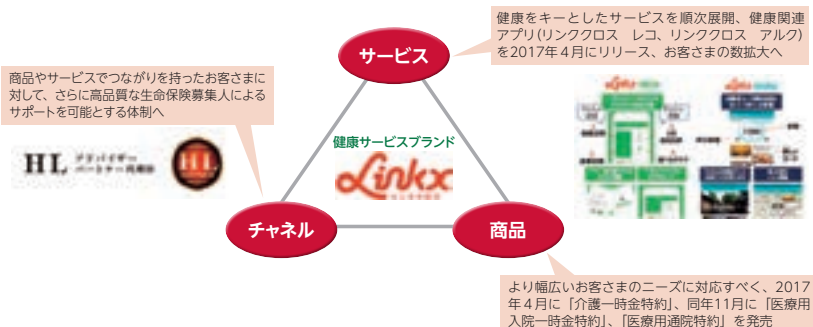 健康をキーとしたサービスを順次展開、健康関連
アプリ(リンククロス　レコ、リンククロス　アルク)
を2017年４月にリリース、お客さまの数拡大へ
サービス
商品やサービスでつながりを持ったお客さまに
対して、さらに高品質な生命保険募集人による
サポートを可能とする体制へ
健康サービスブランド
Linkx
HL アドバイザー
HL
チャネル
商品
より幅広いお客さまのニーズに対応すべく、2017
年４月に「介護一時金特約」、同年11月に「医療用
入院一時金特約」、「医療用通院特約」を発売